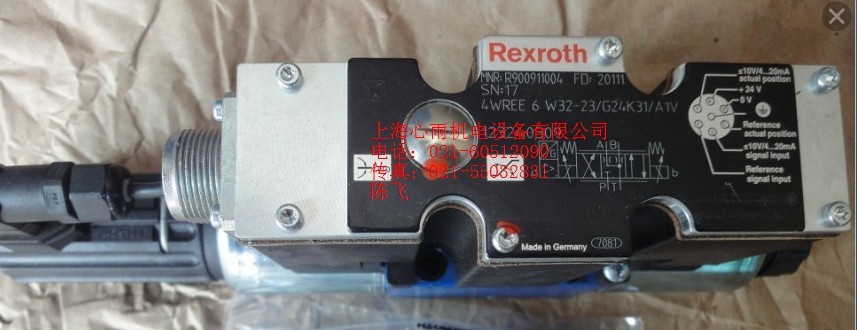 Rexroth
MNR: R900911004 FD: 20111
SN: 17
4WREE 6 W32-23/G24K31/A1V
上海心雨机电设备有限公司
电话：021-60512090
传真：021-55082881
陈飞
A B
P T
b
±10V/4...20mA
actual position
+ 24 V
0 V
Reference
actual position
±10V/4...20mA
signal input
Reference
signal input
Made in Germany
7081